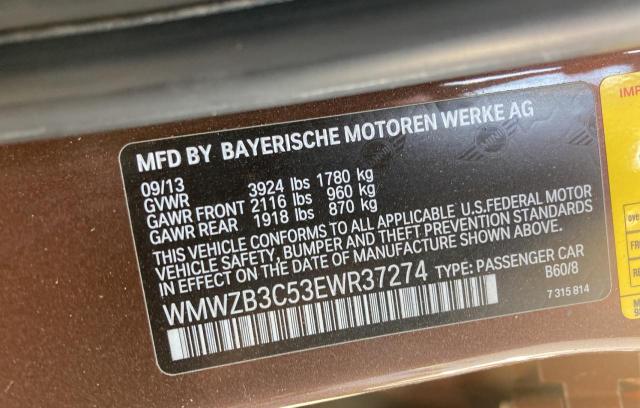 MFD BY BAYERISCHE MOTOREN WERKE AG
09/13
GVWR 3924 lbs 1780 kg
GAWR FRONT 2116 lbs 960 kg
GAWR REAR 1918 lbs 870 kg
THIS VEHICLE CONFORMS TO ALL APPLICABLE U.S.FEDERAL MOTOR
VEHICLE SAFETY, BUMPER AND THEFT PREVENTION STANDARDS
IN EFFECT ON THE DATE OF MANUFACTURE SHOWN ABOVE.
WMWZB3C53EWR37274 TYPE: PASSENGER CAR
B60/8
7 315 814
IMP
over